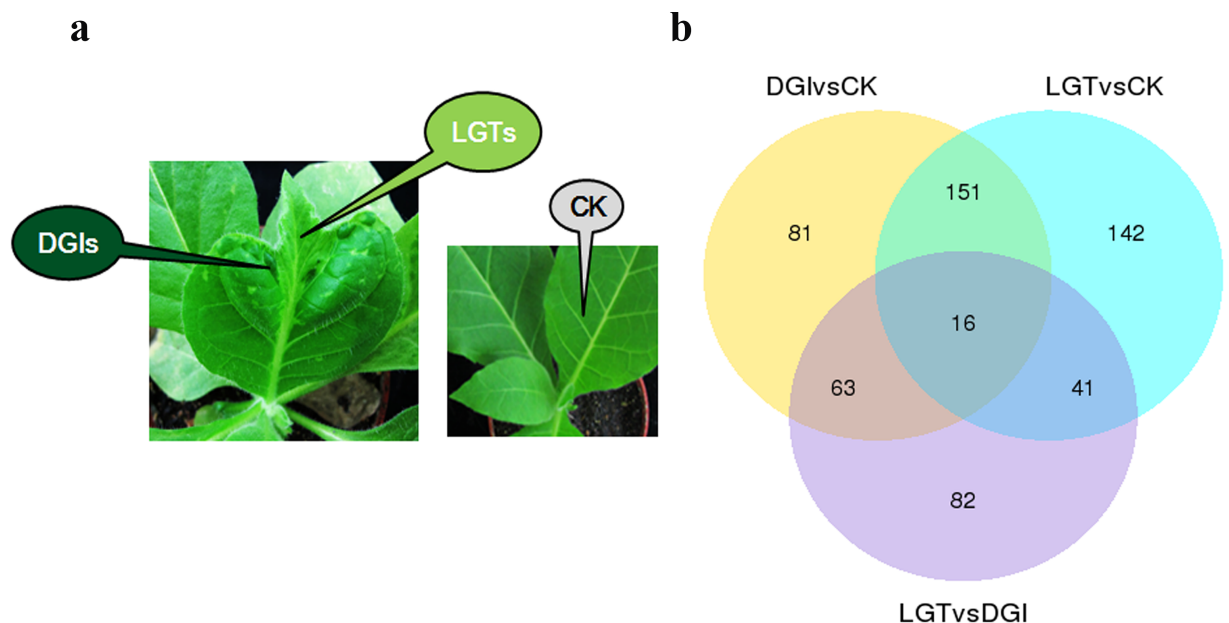 a
b
DGIvsCK
LGTvsCK
LGTs
DGIs
CK
151
81
142
16
63
41
82
LGTvsDGI